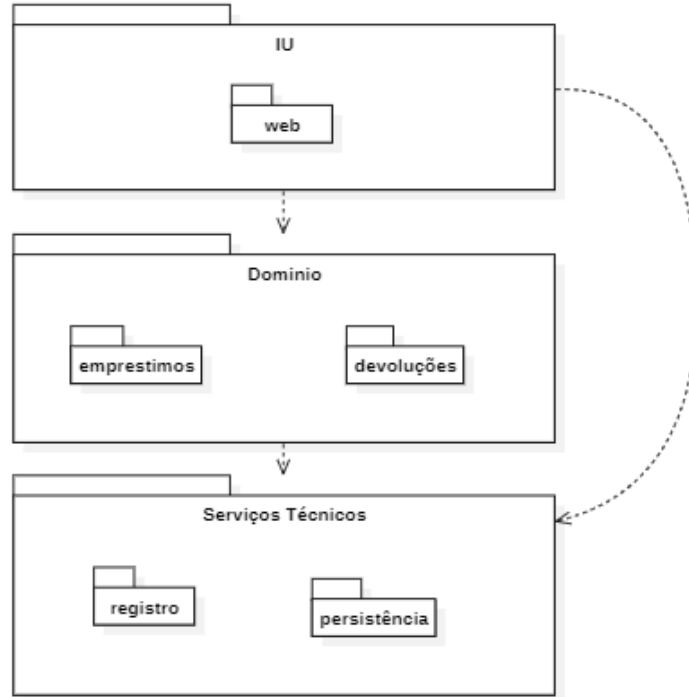 IU
web
Dominio
emprestimos
devoluções
Serviços Técnicos
registro
persistência